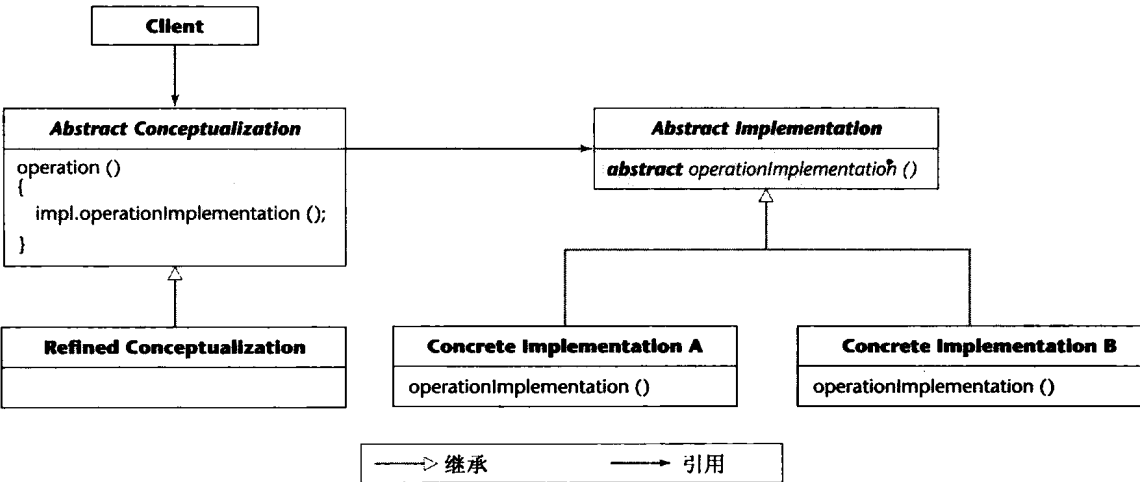 Client
Abstract Conceptualization
operation ()
{
impl.operationImplementation ();
}
Abstract Implementation
abstract operationImplementation ()
Refined Conceptualization
Concrete Implementation A
operationImplementation ()
Concrete Implementation B
operationImplementation ()
继承 引用